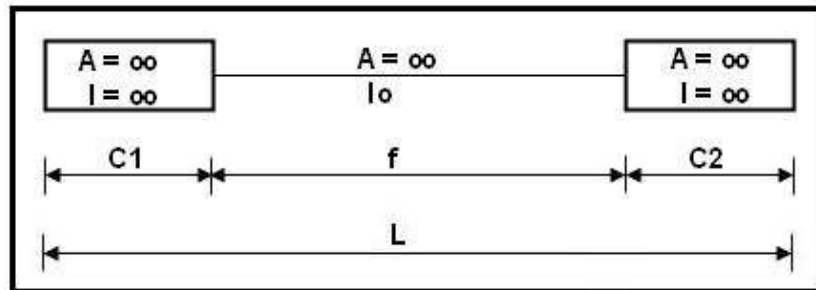 A = ∞ A = ∞ A = ∞
I = ∞ Io I = ∞
C1 f C2
L